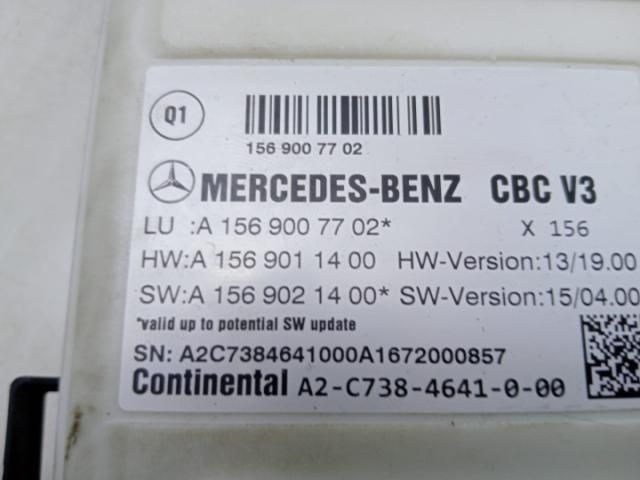 Q1
156 900 77 02
MERCEDES-BENZ CBC V3
LU :A 156 900 77 02* X 156
HW:A 156 901 14 00 HW-Version:13/19.00
SW:A 156 902 14 00* SW-Version:15/04.00
*valid up to potential SW update
SN: A2C7384641000A1672000857
Continental A2-C738-4641-0-00